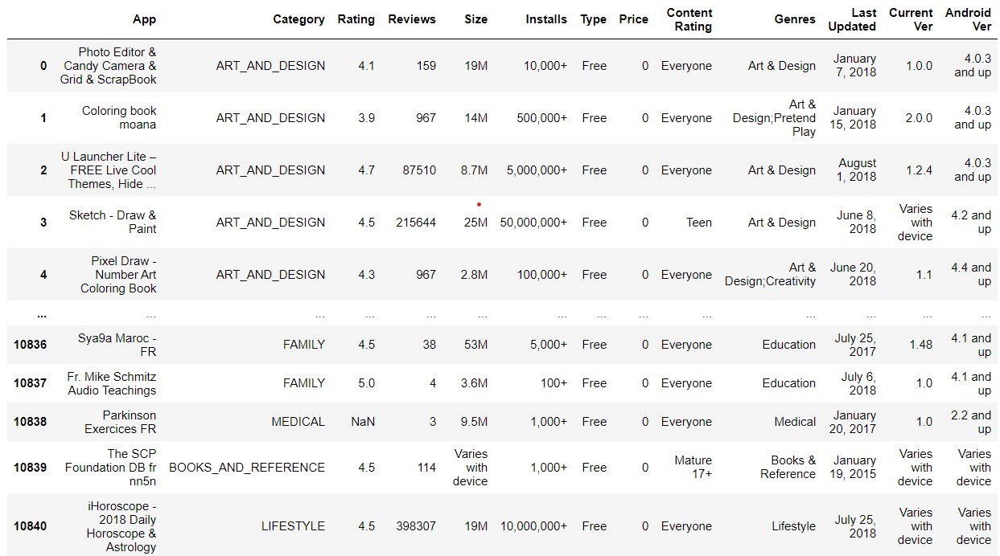 App Category Rating Reviews Size Installs Type Price Content Rating Genres Last Updated Current Ver Android Ver
0 Photo Editor & Candy Camera & Grid & ScrapBook ART_AND_DESIGN 4.1 159 19M 10,000+ Free 0 Everyone Art & Design January 7, 2018 1.0.0 4.0.3 and up
1 Coloring book moana ART_AND_DESIGN 3.9 967 14M 500,000+ Free 0 Everyone Art & Design;Pretend Play January 15, 2018 2.0.0 4.0.3 and up
2 U Launcher Lite – FREE Live Cool Themes, Hide ... ART_AND_DESIGN 4.7 87510 8.7M 5,000,000+ Free 0 Everyone Art & Design August 1, 2018 1.2.4 4.0.3 and up
3 Sketch - Draw & Paint ART_AND_DESIGN 4.5 215644 25M 50,000,000+ Free 0 Teen Art & Design June 8, 2018 Varies with device 4.2 and up
4 Pixel Draw - Number Art Coloring Book ART_AND_DESIGN 4.3 967 2.8M 100,000+ Free 0 Everyone Art & Design;Creativity June 20, 2018 1.1 4.4 and up
... ... ... ... ... ... ... ... ... ... ... ... ... ...
10836 Sya9a Maroc - FR FAMILY 4.5 38 53M 5,000+ Free 0 Everyone Education July 25, 2017 1.48 4.1 and up
10837 Fr. Mike Schmitz Audio Teachings FAMILY 5.0 4 3.6M 100+ Free 0 Everyone Education July 6, 2018 1.0 4.1 and up
10838 Parkinson Exercices FR MEDICAL NaN 3 9.5M 1,000+ Free 0 Everyone Medical January 20, 2017 1.0 2.2 and up
10839 The SCP Foundation DB fr nn5n BOOKS_AND_REFERENCE 4.5 114 Varies with device 1,000+ Free 0 Mature 17+ Books & Reference January 19, 2015 Varies with device Varies with device
10840 iHoroscope - 2018 Daily Horoscope & Astrology LIFESTYLE 4.5 398307 19M 10,000,000+ Free 0 Everyone Lifestyle July 25, 2018 Varies with device Varies with device